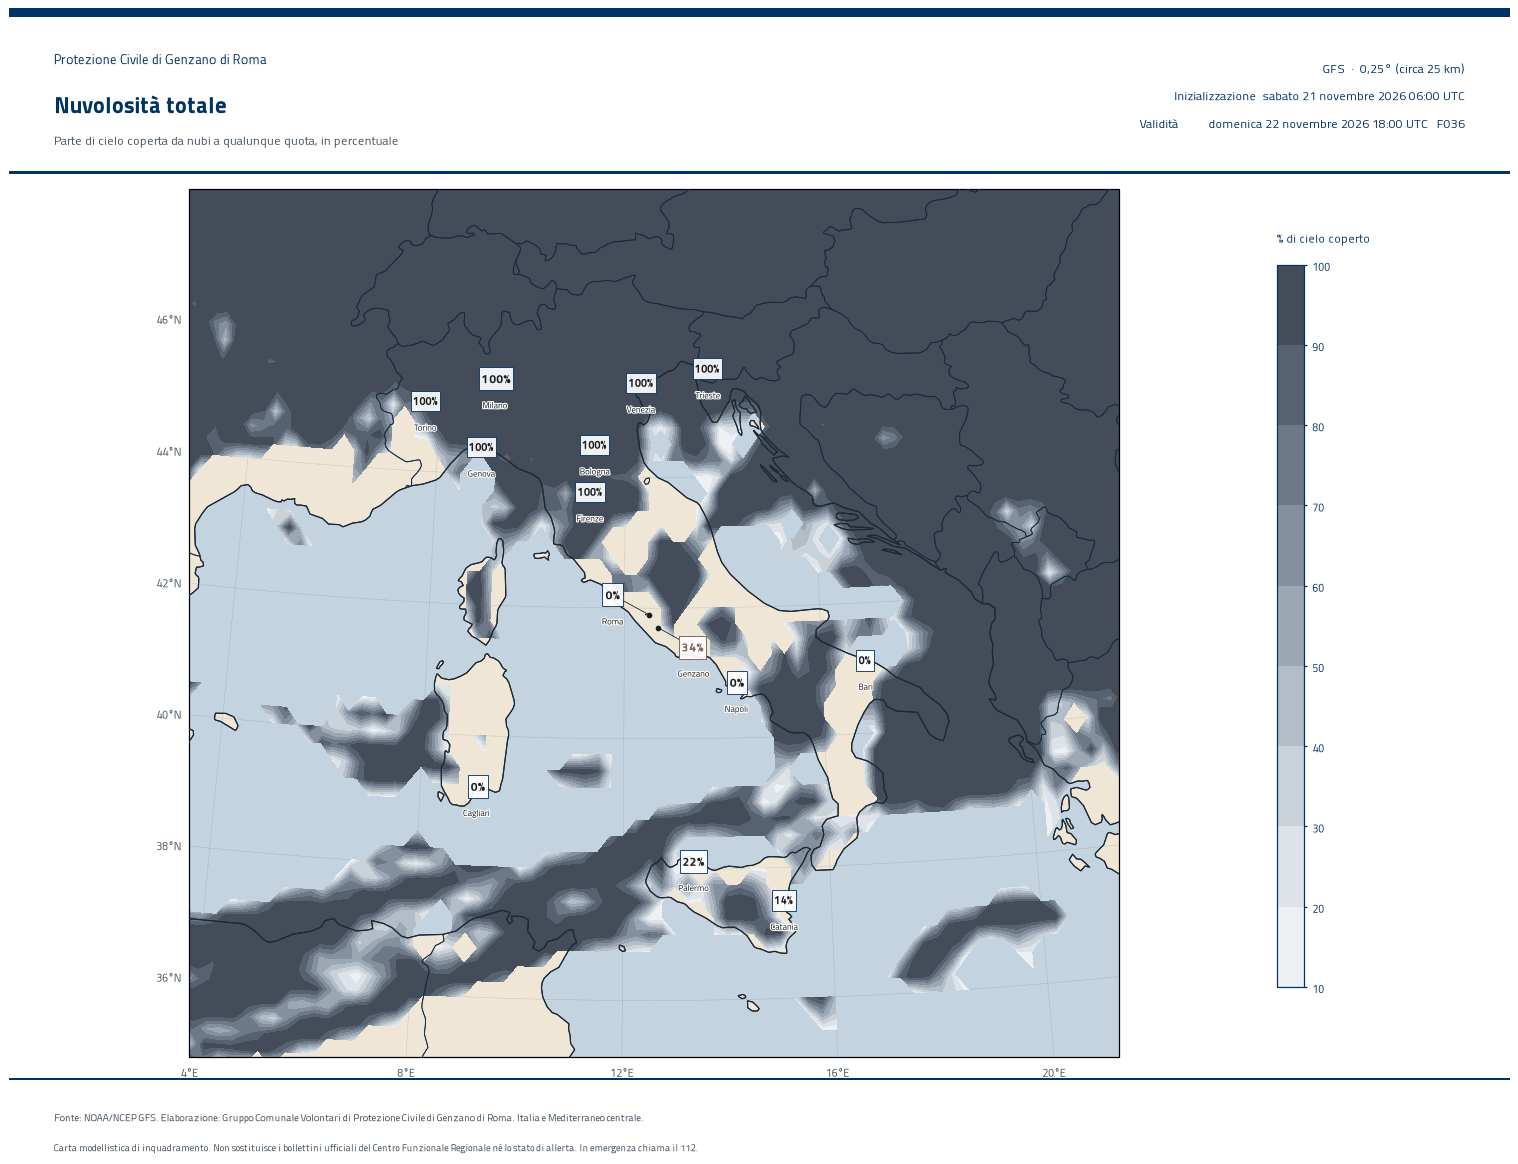 Protezione Civile di Genzano di Roma
Nuvolosità totale
Parte di cielo coperta da nubi a qualunque quota, in percentuale
GFS · 0,25° (circa 25 km)
Inizializzazione sabato 21 novembre 2026 06:00 UTC
Validità domenica 22 novembre 2026 18:00 UTC F036
% di cielo coperto
100
90
80
70
60
50
40
30
20
10
46°N
44°N
42°N
40°N
38°N
36°N
4°E
8°E
12°E
16°E
20°E
100%
Trieste
100%
Milano
100%
Venezia
100%
Torino
100%
Genova
100%
Bologna
100%
Firenze
0%
Roma
34%
Genzano
0%
Napoli
0%
Bari
0%
Cagliari
22%
Palermo
14%
Catania
Fonte: NOAA/NCEP GFS. Elaborazione: Gruppo Comunale Volontari di Protezione Civile di Genzano di Roma. Italia e Mediterraneo centrale.
Carta modellistica di inquadramento. Non sostituisce i bollettini ufficiali del Centro Funzionale Regionale né lo stato di allerta. In emergenza chiama il 112.